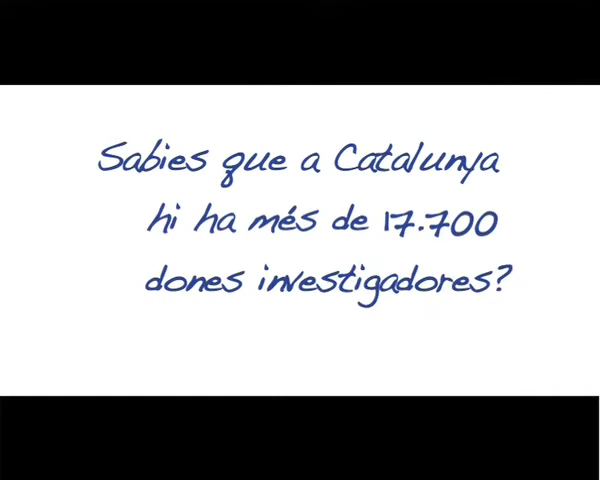 Sabies que a Catalunya
hi ha més de 17.700
dones investigadores?